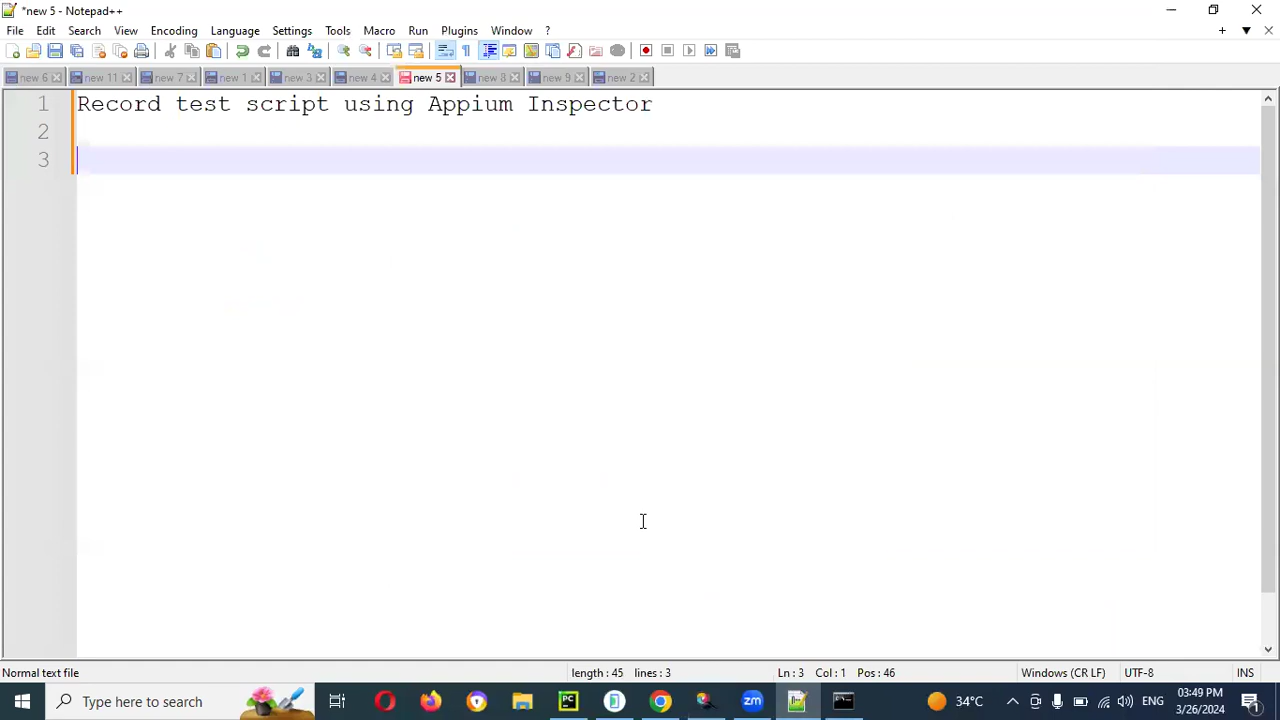 *new 5 - Notepad++
File Edit Search View Encoding Language Settings Tools Macro Run Plugins Window ?
new 6 new 11 new 7 new 1 new 3 new 4 new 5 new 8 new 9 new 2
1 Record test script using Appium Inspector
2
3
Normal text file length : 45 lines : 3 Ln : 3 Col : 1 Pos : 46 Windows (CR LF) UTF-8 INS
Type here to search 34°C ENG 03:49 PM
3/26/2024 1